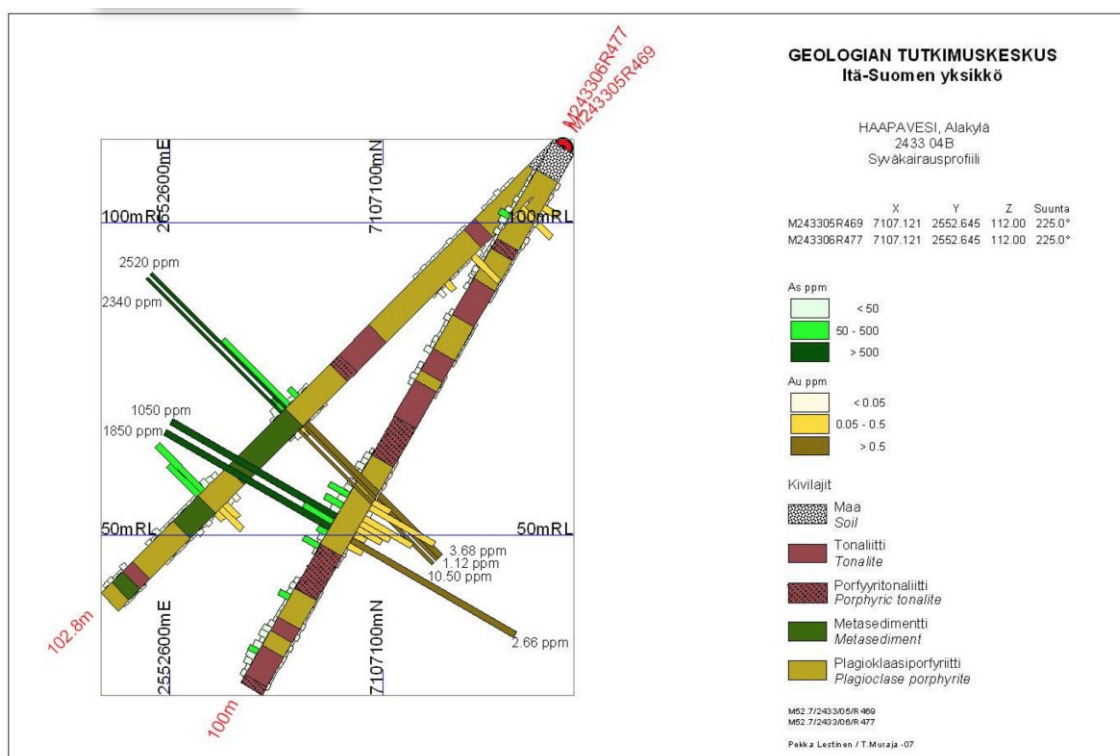 GEOLOGIAN TUTKIMUSKESKUS
Itä-Suomen yksikkö
HAAPAVESI, Alakylä
2433 04B
Syväkairausprofiili
X Y Z Suunta
M243305R469 7107.121 2552.645 112.00 225.0°
M243306R477 7107.121 2552.645 112.00 225.0°
As ppm
< 50
50 - 500
> 500
Au ppm
< 0.05
0.05 - 0.5
> 0.5
Kivilajit
Maa
Soil
Tonaliitti
Tonalite
Porfyyritonaliitti
Porphyric tonalite
Metasedimentti
Metasediment
Plagioklaasiporfyriitti
Plagioclase porphyrite
M52.7/2433/05/R469
M52.7/2433/06/R477
Pekka Lestinen / T.Muraja -07
M243306R477
M243305R469
2552600mE
7107100mN
100mRL
100mRL
2520 ppm
2340 ppm
1050 ppm
1850 ppm
50mRL
50mRL
3.68 ppm
1.12 ppm
10.50 ppm
2.66 ppm
102.8m
100m
2552600mE
7107100mN